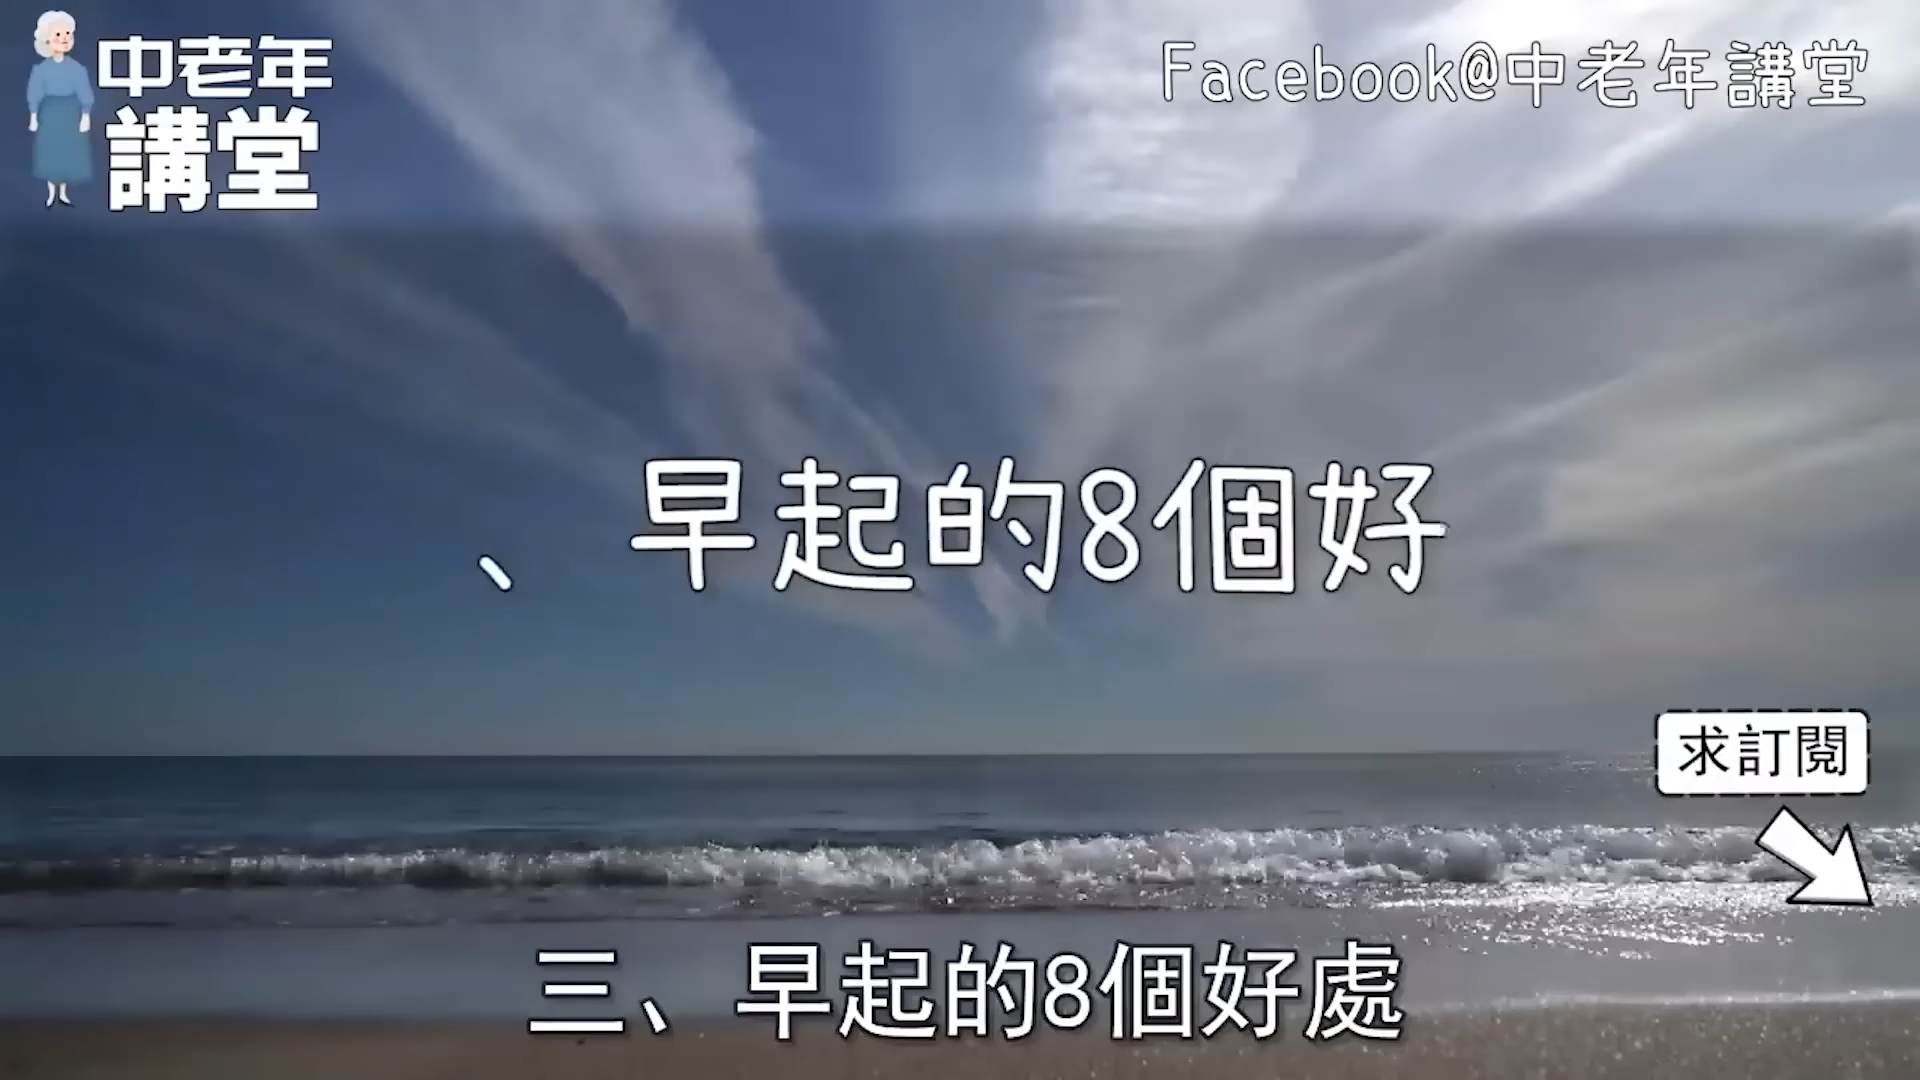 中老年
講堂
Facebook@中老年講堂
、早起的8個好
求訂閱
三、早起的8個好處